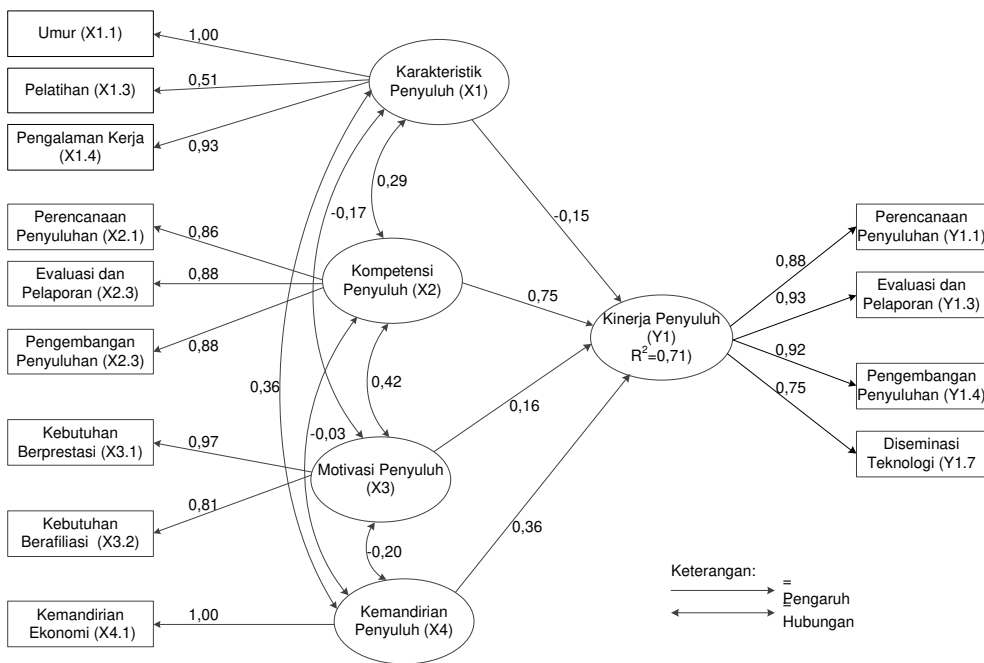 Umur (X1.1)
1,00
Pelatihan (X1.3)
0,51
Pengalaman Kerja
(X1.4)
0,93
Karakteristik
Penyuluh (X1)
0,29
-0,17
-0,15
Perencanaan
Penyuluhan (X2.1)
0,86
Evaluasi dan
Pelaporan (X2.3)
0,88
Pengembangan
Penyuluhan (X2.3)
0,88
Kompetensi
Penyuluh (X2)
0,75
0,36
0,42
-0,03
Kebutuhan
Berprestasi (X3.1)
0,97
Kebutuhan
Berafiliasi (X3.2)
0,81
Motivasi Penyuluh
(X3)
0,16
-0,20
Kemandirian
Ekonomi (X4.1)
1,00
Kemandirian
Penyuluh (X4)
0,36
Kinerja Penyuluh
(Y1)
R²=0,71)
0,88
Perencanaan
Penyuluhan (Y1.1)
0,93
Evaluasi dan
Pelaporan (Y1.3)
0,92
Pengembangan
Penyuluhan (Y1.4)
0,75
Diseminasi
Teknologi (Y1.7
Keterangan:
=
Pengaruh
=
Hubungan